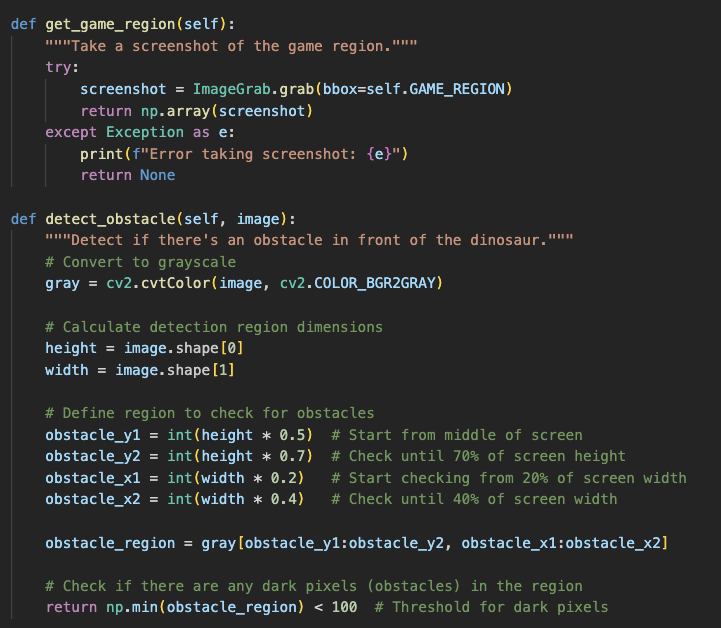 def get_game_region(self):
    """Take a screenshot of the game region."""
    try:
        screenshot = ImageGrab.grab(bbox=self.GAME_REGION)
        return np.array(screenshot)
    except Exception as e:
        print(f"Error taking screenshot: {e}")
        return None

def detect_obstacle(self, image):
    """Detect if there's an obstacle in front of the dinosaur."""
    # Convert to grayscale
    gray = cv2.cvtColor(image, cv2.COLOR_BGR2GRAY)

    # Calculate detection region dimensions
    height = image.shape[0]
    width = image.shape[1]

    # Define region to check for obstacles
    obstacle_y1 = int(height * 0.5)  # Start from middle of screen
    obstacle_y2 = int(height * 0.7)  # Check until 70% of screen height
    obstacle_x1 = int(width * 0.2)   # Start checking from 20% of screen width
    obstacle_x2 = int(width * 0.4)   # Check until 40% of screen width

    obstacle_region = gray[obstacle_y1:obstacle_y2, obstacle_x1:obstacle_x2]

    # Check if there are any dark pixels (obstacles) in the region
    return np.min(obstacle_region) < 100  # Threshold for dark pixels